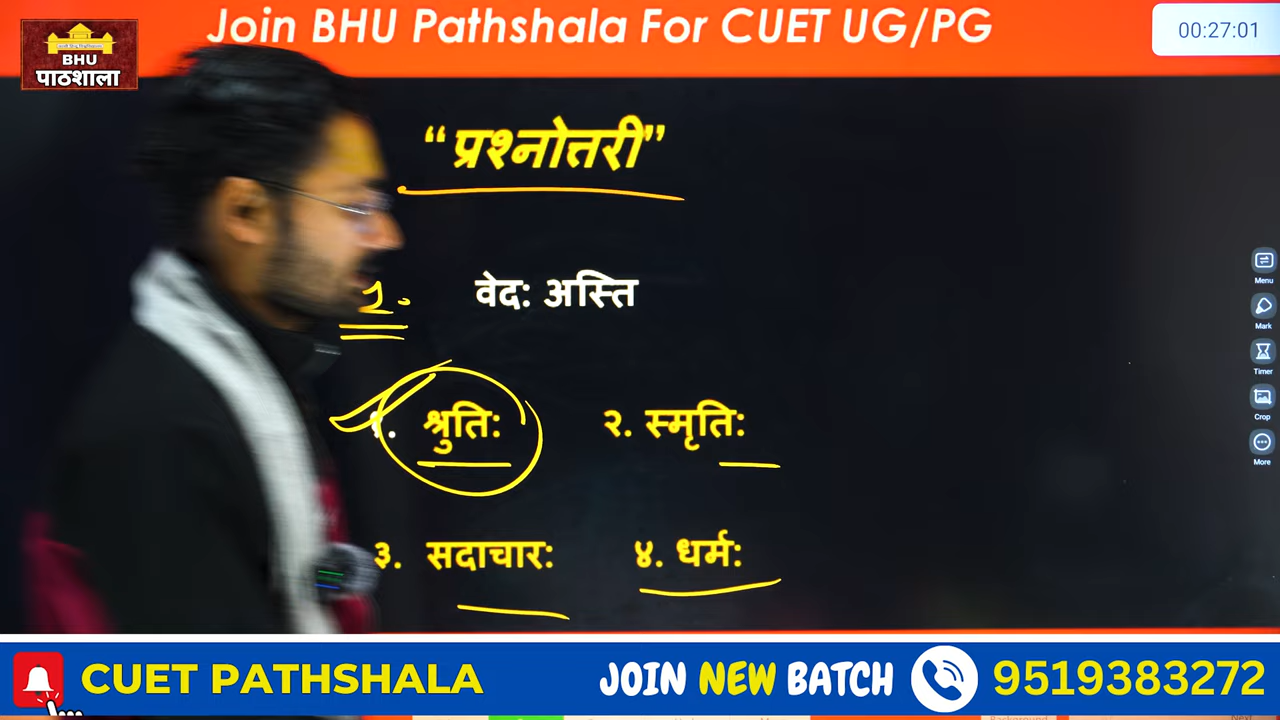 Join BHU Pathshala For CUET UG/PG
00:27:01
BHU
पाठशाला
“प्रश्नोत्तरी”
1. वेद: अस्ति
१. श्रुति: २. स्मृति:
३. सदाचार: ४. धर्म:
Menu
Mark
Timer
Crop
More
CUET PATHSHALA JOIN NEW BATCH 9519383272